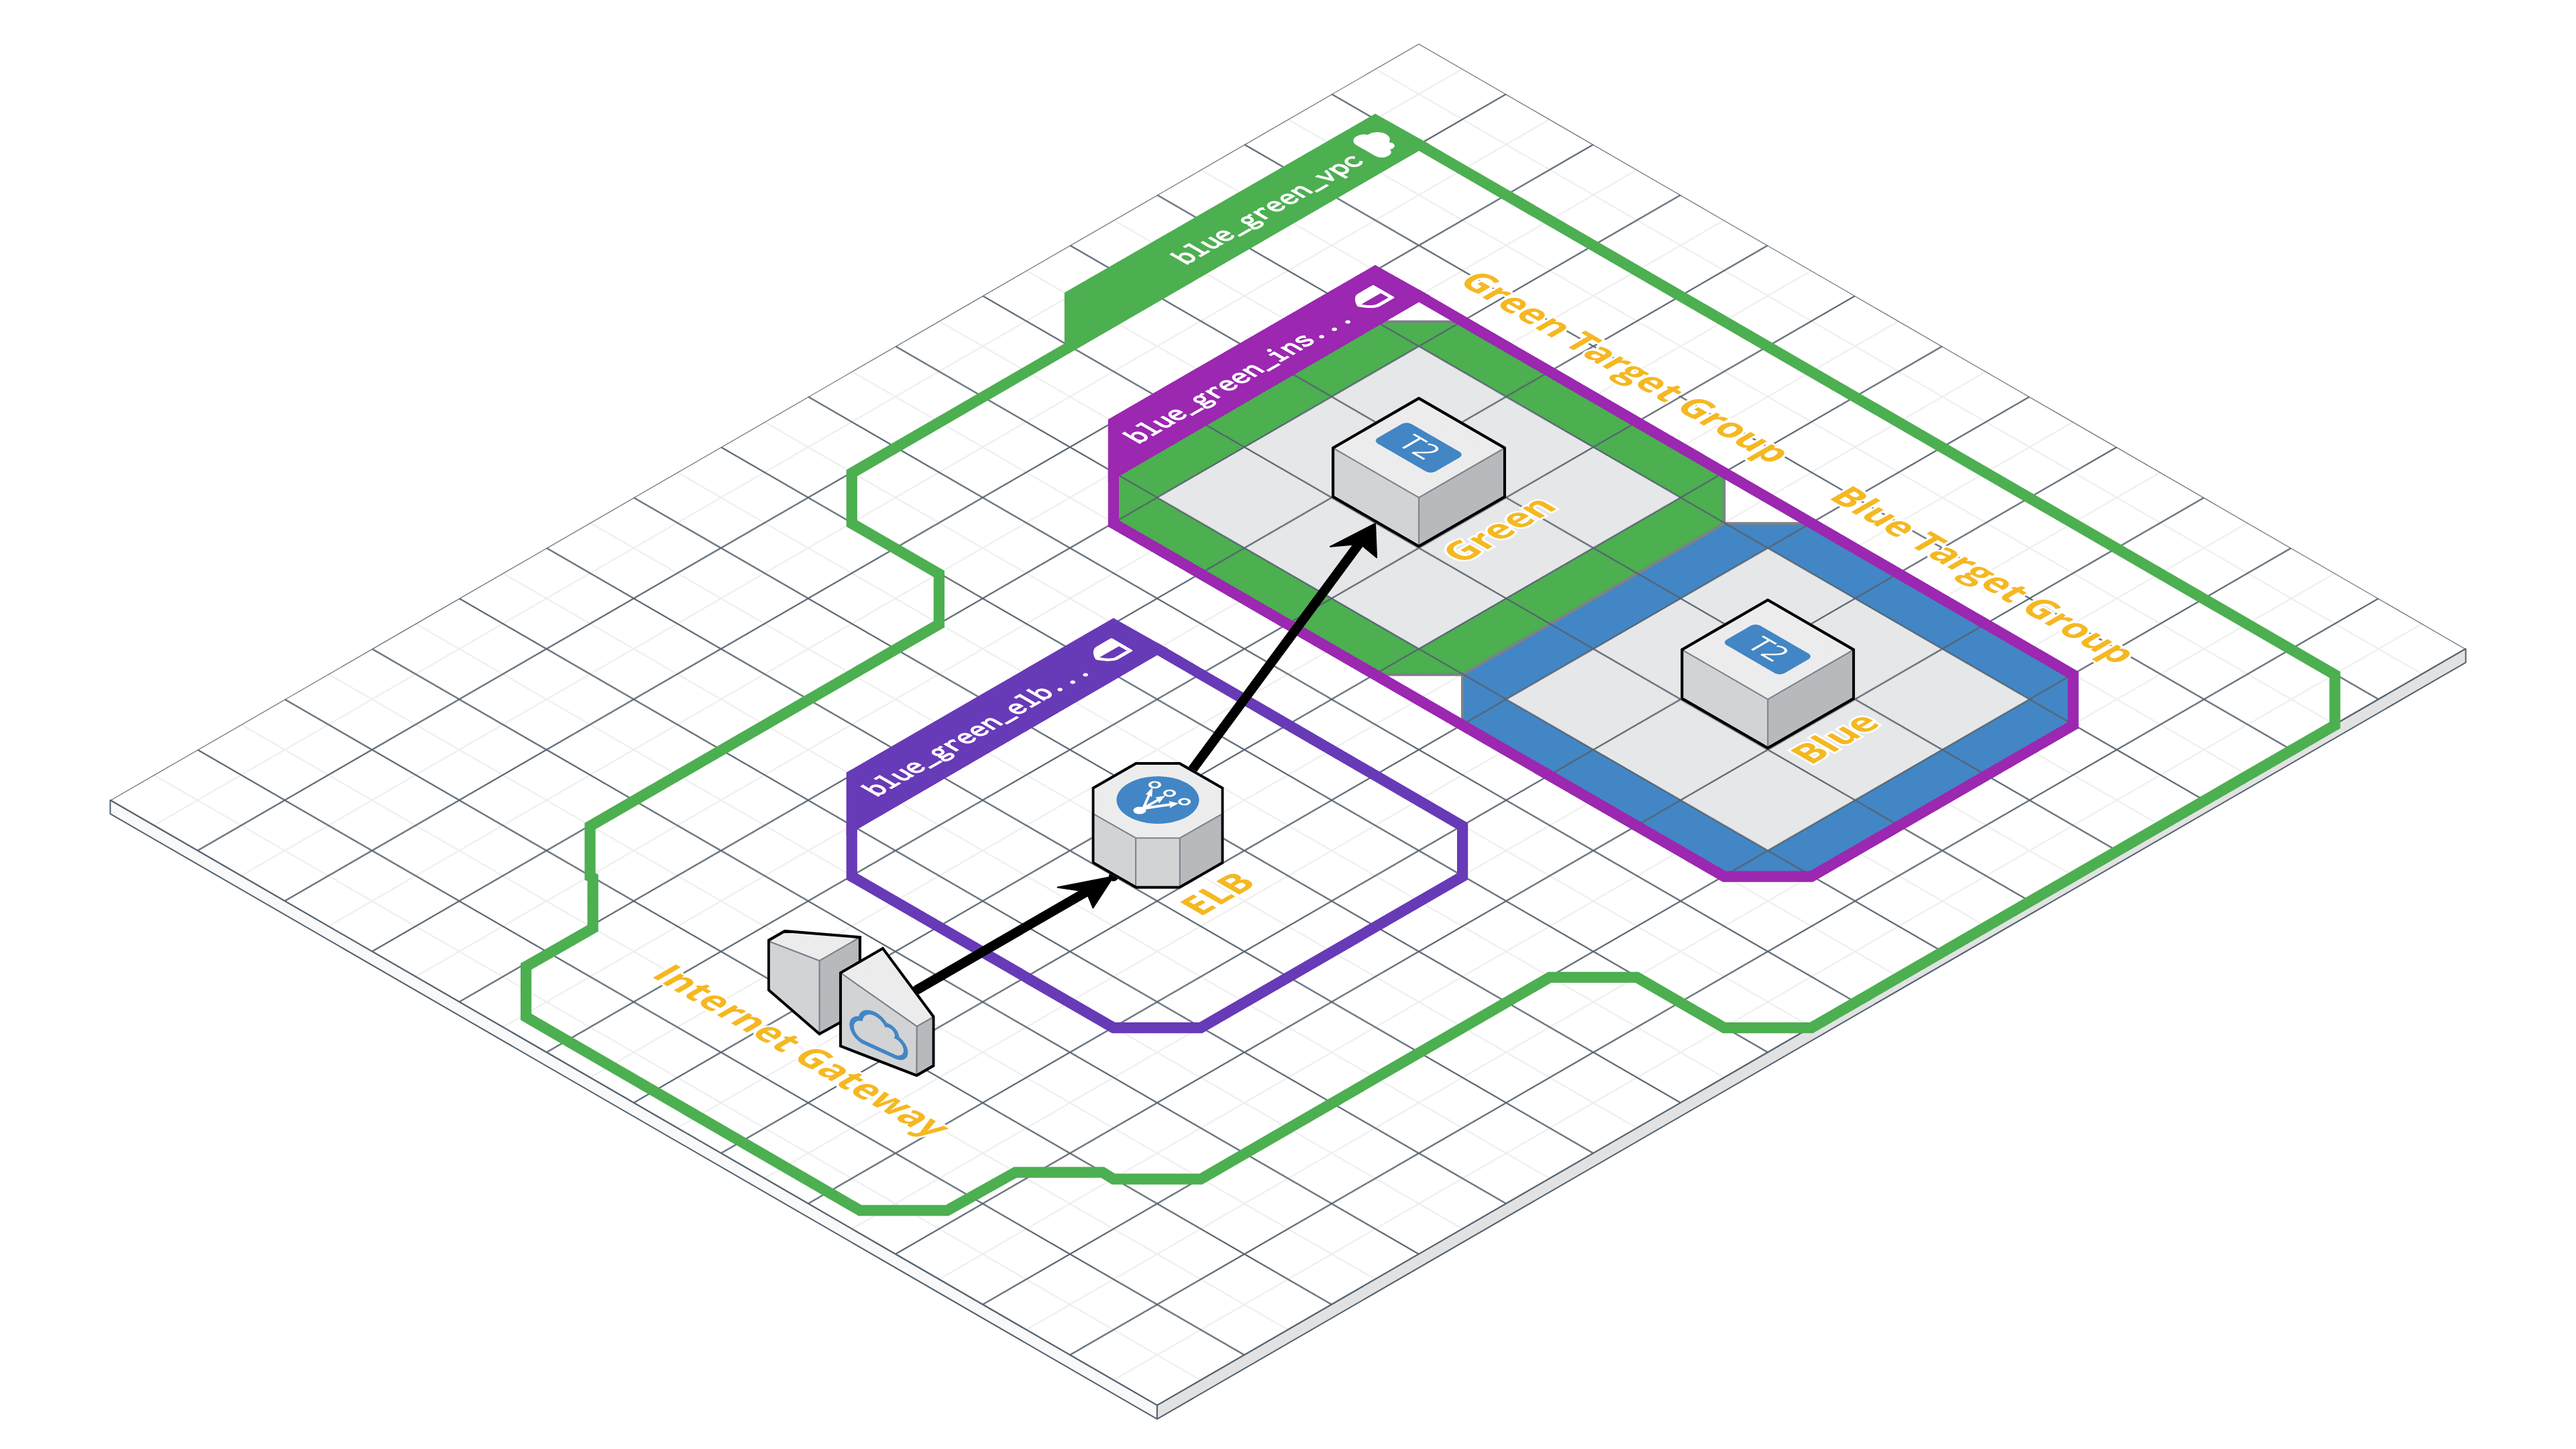 blue_green_vpc
blue_green_ins...
Green Target Group
T2
Green
Blue Target Group
T2
Blue
blue_green_elb...
ELB
Internet Gateway